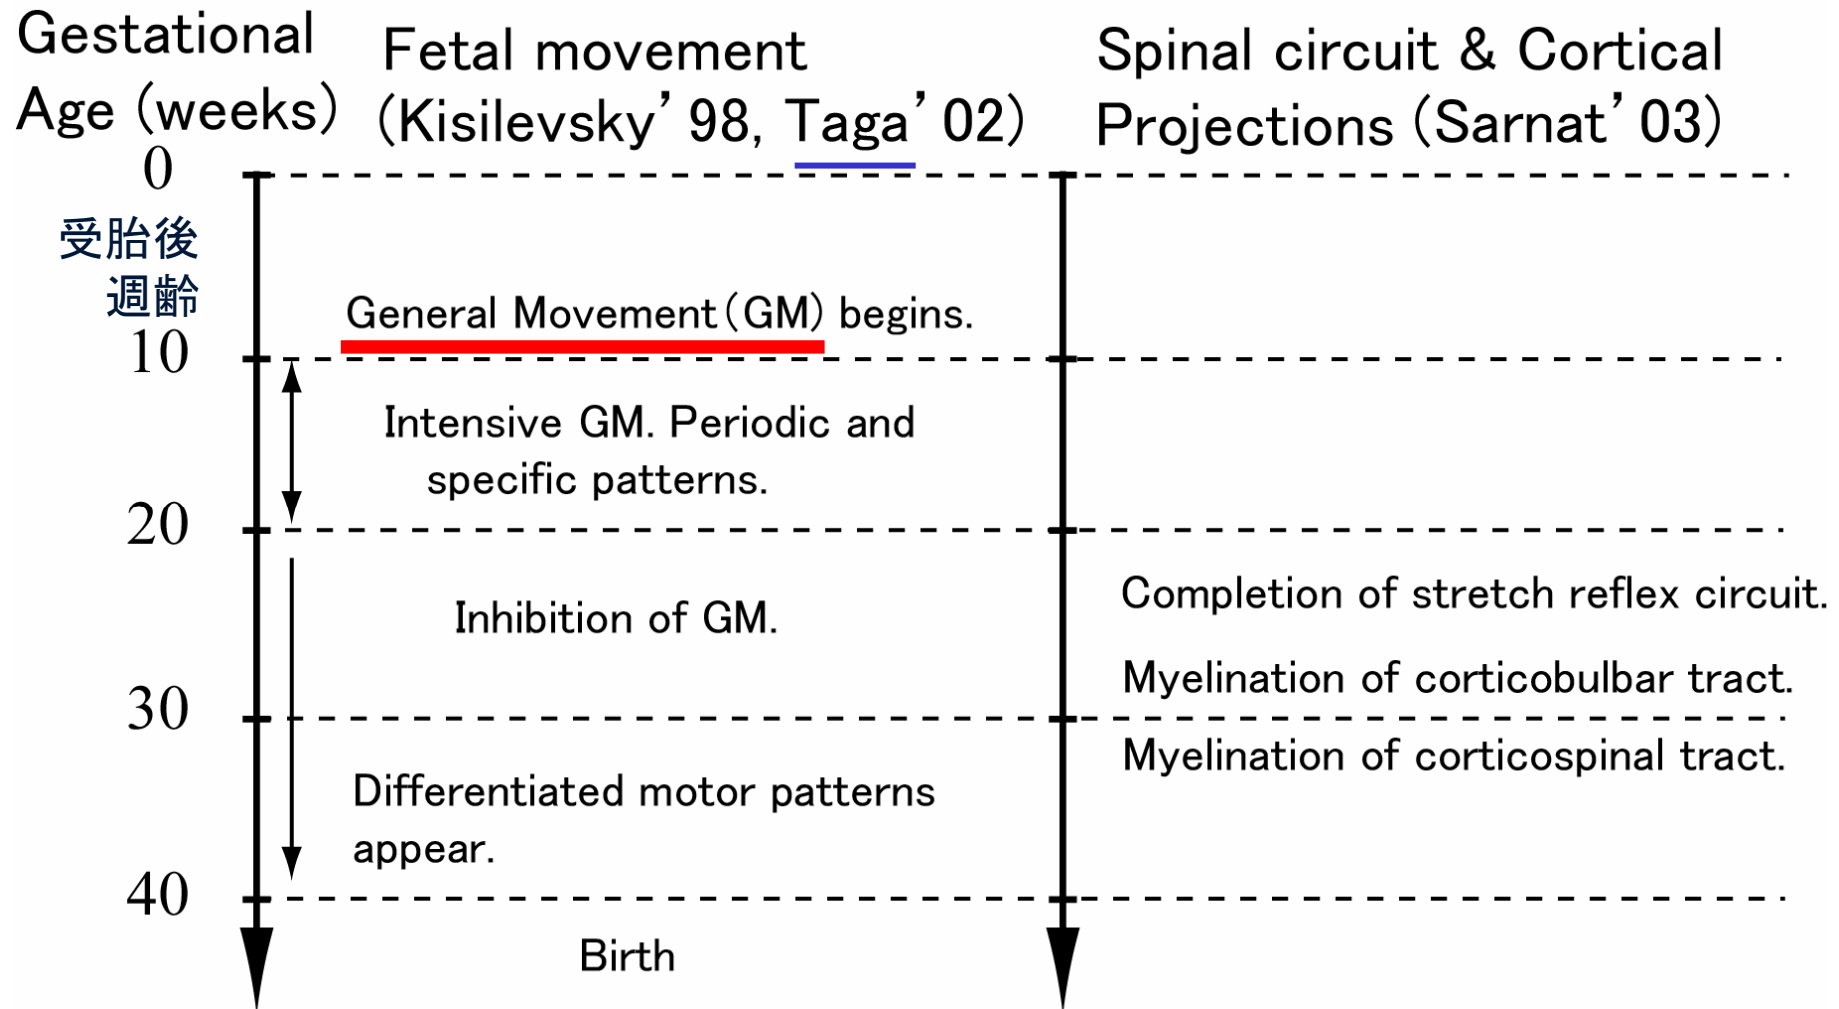 Gestational
Age (weeks)
Fetal movement
(Kisilevsky’98, Taga’02)
Spinal circuit & Cortical
Projections (Sarnat’03)
0
受胎後
週齢
General Movement(GM) begins.
10
Intensive GM. Periodic and
specific patterns.
20
Completion of stretch reflex circuit.
Inhibition of GM.
Myelination of corticobulbar tract.
30
Myelination of corticospinal tract.
Differentiated motor patterns
appear.
40
Birth